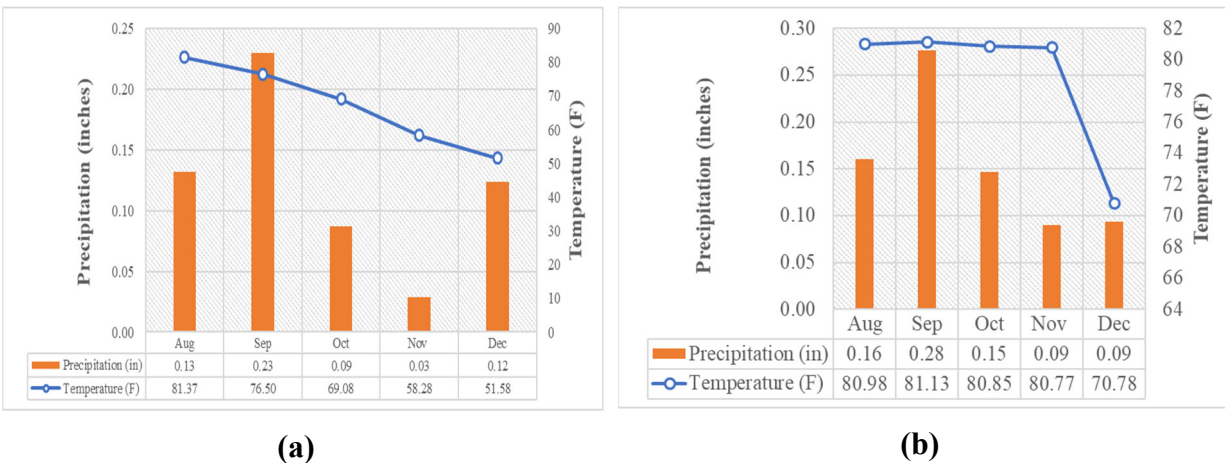 Precipitation (inches)
0.25
0.20
0.15
0.10
0.05
0.00
90
80
70
60
50
40
30
20
10
0
Temperature (F)
Aug Sep Oct Nov Dec
Precipitation (in) 0.13 0.23 0.09 0.03 0.12
Temperature (F) 81.37 76.50 69.08 58.28 51.58
(a)
Precipitation (inches)
0.30
0.25
0.20
0.15
0.10
0.05
0.00
82
80
78
76
74
72
70
68
66
64
Temperature (F)
Aug Sep Oct Nov Dec
Precipitation (in) 0.16 0.28 0.15 0.09 0.09
Temperature (F) 80.98 81.13 80.85 80.77 70.78
(b)